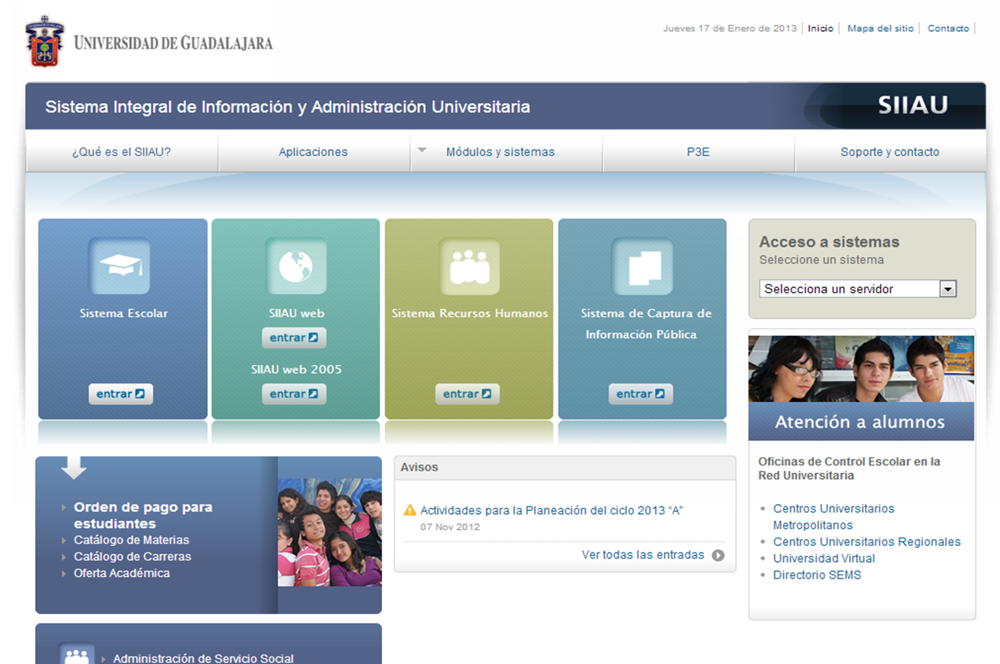 UNIVERSIDAD DE GUADALAJARA
Jueves 17 de Enero de 2013 | Inicio | Mapa del sitio | Contacto |
Sistema Integral de Información y Administración Universitaria
SIIAU
¿Qué es el SIIAU?
Aplicaciones
Módulos y sistemas
P3E
Soporte y contacto
Sistema Escolar
entrar
SIIAU web
entrar
SIIAU web 2005
entrar
Sistema Recursos Humanos
entrar
Sistema de Captura de
Información Pública
entrar
Acceso a sistemas
Seleccione un sistema
Selecciona un servidor
Atención a alumnos
Oficinas de Control Escolar en la
Red Universitaria
Centros Universitarios
Metropolitanos
Centros Universitarios Regionales
Universidad Virtual
Directorio SEMS
Orden de pago para
estudiantes
Catálogo de Materias
Catálogo de Carreras
Oferta Académica
Avisos
Actividades para la Planeación del ciclo 2013 “A”
07 Nov 2012
Ver todas las entradas
Administración de Servicio Social